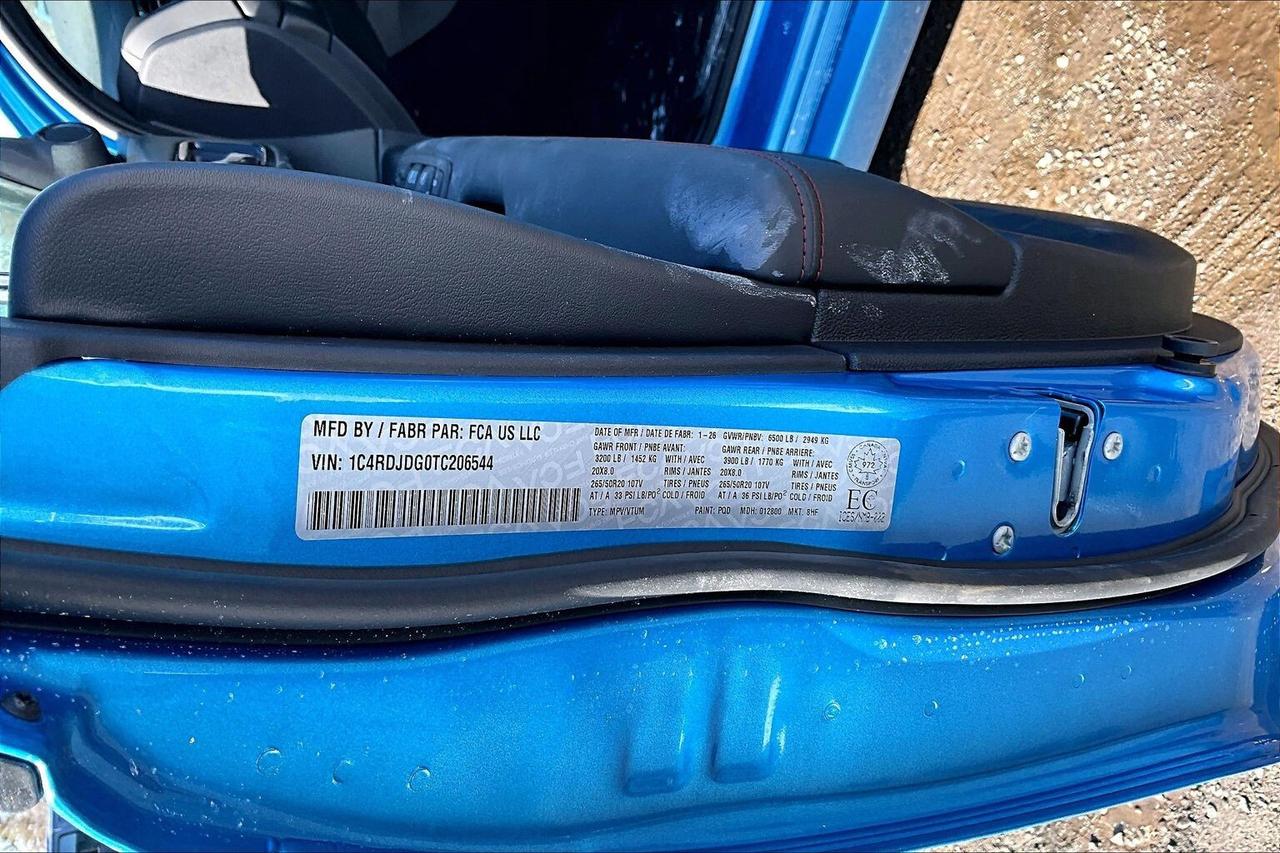 MFD BY / FABR PAR: FCA US LLC
VIN: 1C4RDJDG0TC206544
DATE OF MFR / DATE DE FABR: 1-26 GVWR/PNBV: 6500 LB / 2949 KG
GAWR FRONT / PNBE AVANT: GAWR REAR / PNBE ARRIERE:
3200 LB / 1452 KG WITH / AVEC 3900 LB / 1770 KG WITH / AVEC
20X8.0 RIMS / JANTES 20X8.0 RIMS / JANTES
265/50R20 107V TIRES / PNEUS 265/50R20 107V TIRES / PNEUS
AT / A 33 PSI LB/PO² COLD / FROID AT / A 36 PSI LB/PO² COLD / FROID
TYPE: MPV/VTUM PAINT: PQD MDH: 012800 MKT: 8HF
CANADA
972
TRANSPORT
EC